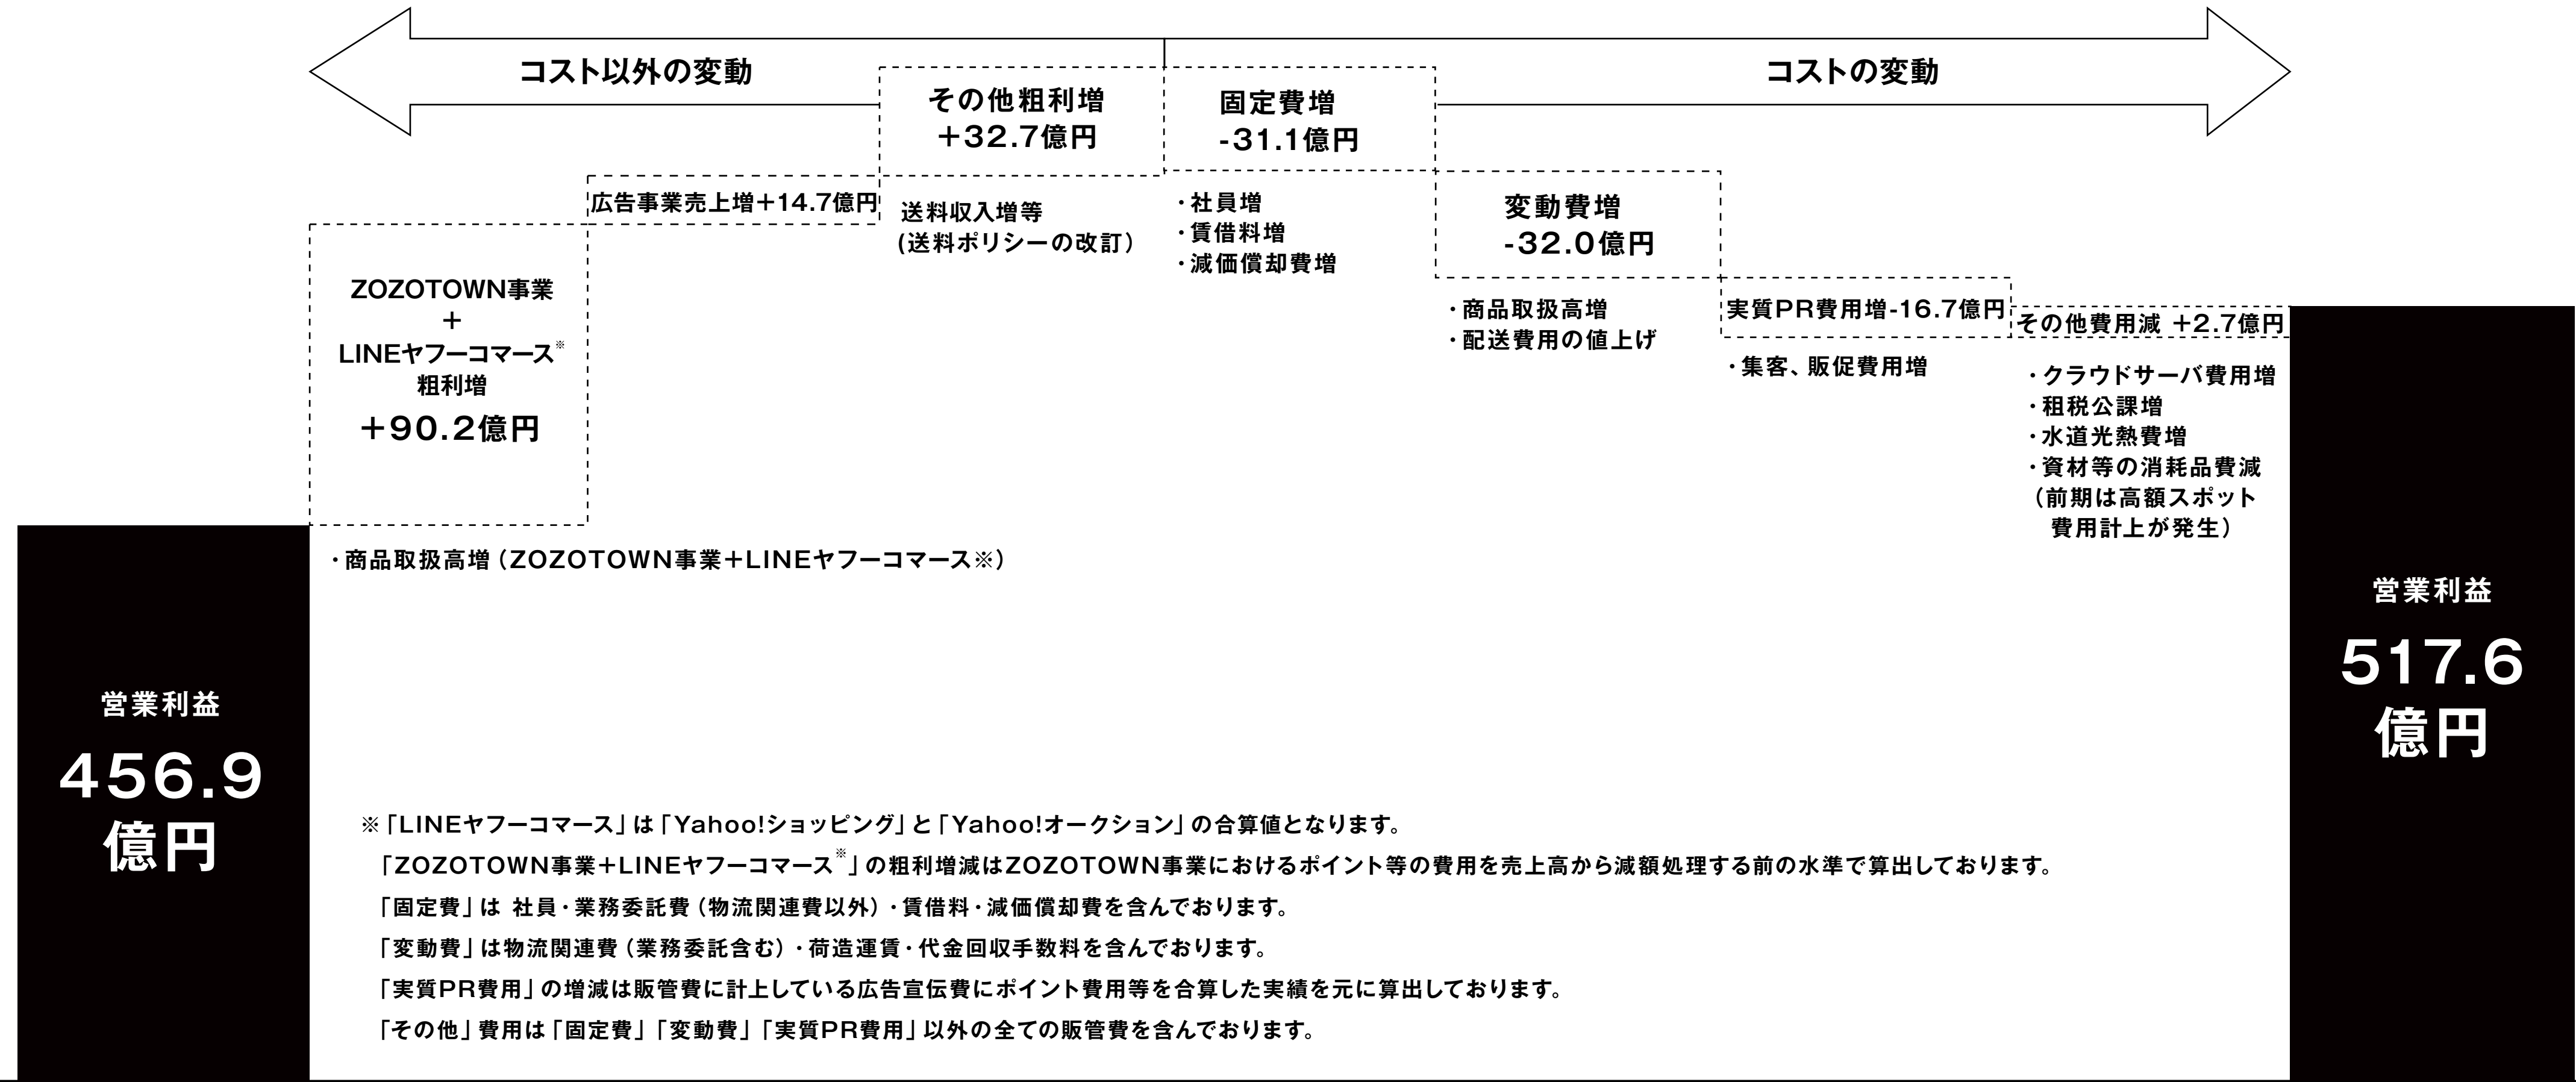 コスト以外の変動
コストの変動
その他粗利増
+32.7億円
固定費増
-31.1億円
広告事業売上増+14.7億円
送料収入増等
(送料ポリシーの改訂)
・社員増
・賃借料増
・減価償却費増
変動費増
-32.0億円
・商品取扱高増
・配送費用の値上げ
実質PR費用増-16.7億円
・集客、販促費用増
その他費用減 +2.7億円
・クラウドサーバ費用増
・租税公課増
・水道光熱費増
・資材等の消耗品費減
(前期は高額スポット
費用計上が発生)
ZOZOTOWN事業
+
LINEヤフーコマース※
粗利増
+90.2億円
・商品取扱高増(ZOZOTOWN事業+LINEヤフーコマース※)
営業利益
456.9
億円
営業利益
517.6
億円
※「LINEヤフーコマース」は「Yahoo!ショッピング」と「Yahoo!オークション」の合算値となります。
「ZOZOTOWN事業+LINEヤフーコマース※」の粗利増減はZOZOTOWN事業におけるポイント等の費用を売上高から減額処理する前の水準で算出しております。
「固定費」は 社員・業務委託費(物流関連費以外)・賃借料・減価償却費を含んでおります。
「変動費」は物流関連費(業務委託含む)・荷造運賃・代金回収手数料を含んでおります。
「実質PR費用」の増減は販管費に計上している広告宣伝費にポイント費用等を合算した実績を元に算出しております。
「その他」費用は「固定費」「変動費」「実質PR費用」以外の全ての販管費を含んでおります。